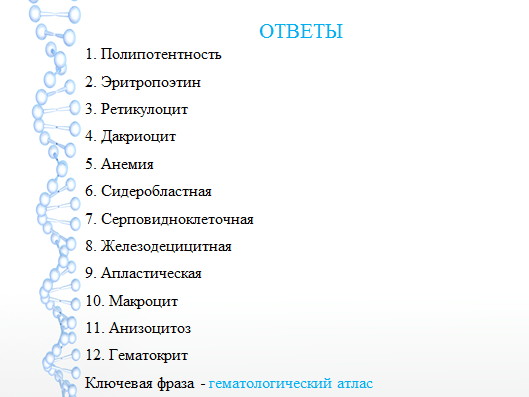 ОТВЕТЫ
1. Полипотентность
2. Эритропоэтин
3. Ретикулоцит
4. Дакриоцит
5. Анемия
6. Сидеробластная
7. Серповидноклеточная
8. Железодецицитная
9. Апластическая
10. Макроцит
11. Анизоцитоз
12. Гематокрит
Ключевая фраза - гематологический атлас